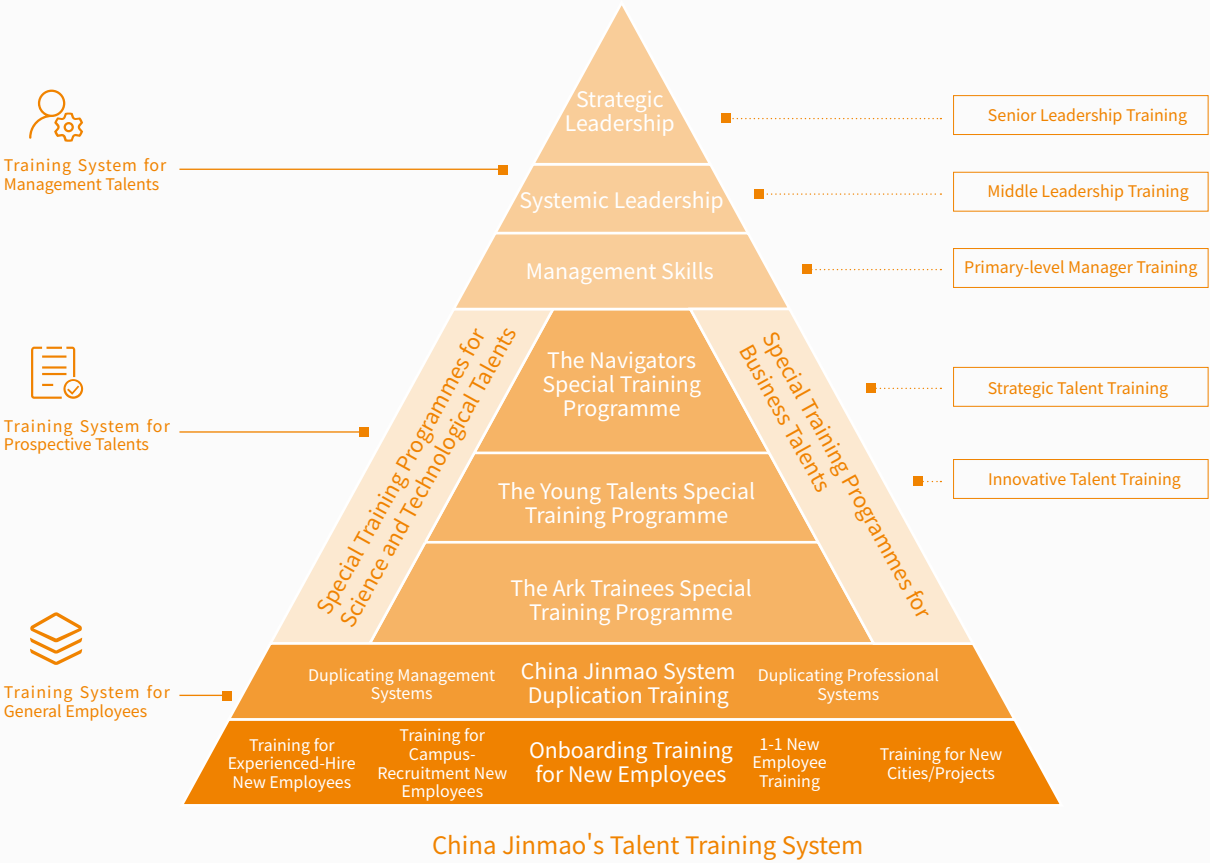 Strategic
Leadership
Senior Leadership Training
Training System for
Management Talents
Systemic Leadership
Middle Leadership Training
Management Skills
Primary-level Manager Training
Training System for
Prospective Talents
Special Training Programmes for
Science and Technological Talents
The Navigators
Special Training
Programme
The Young Talents Special
Training Programme
The Ark Trainees Special
Training Programme
Special Training Programmes for
Business Talents
Strategic Talent Training
Innovative Talent Training
Training System for
General Employees
Duplicating Management
Systems
China Jinmao System
Duplication Training
Duplicating Professional
Systems
Training for
Experienced-Hire
New Employees
Training for
Campus-
Recruitment New
Employees
Onboarding Training
for New Employees
1-1 New
Employee
Training
Training for New
Cities/Projects
China Jinmao's Talent Training System